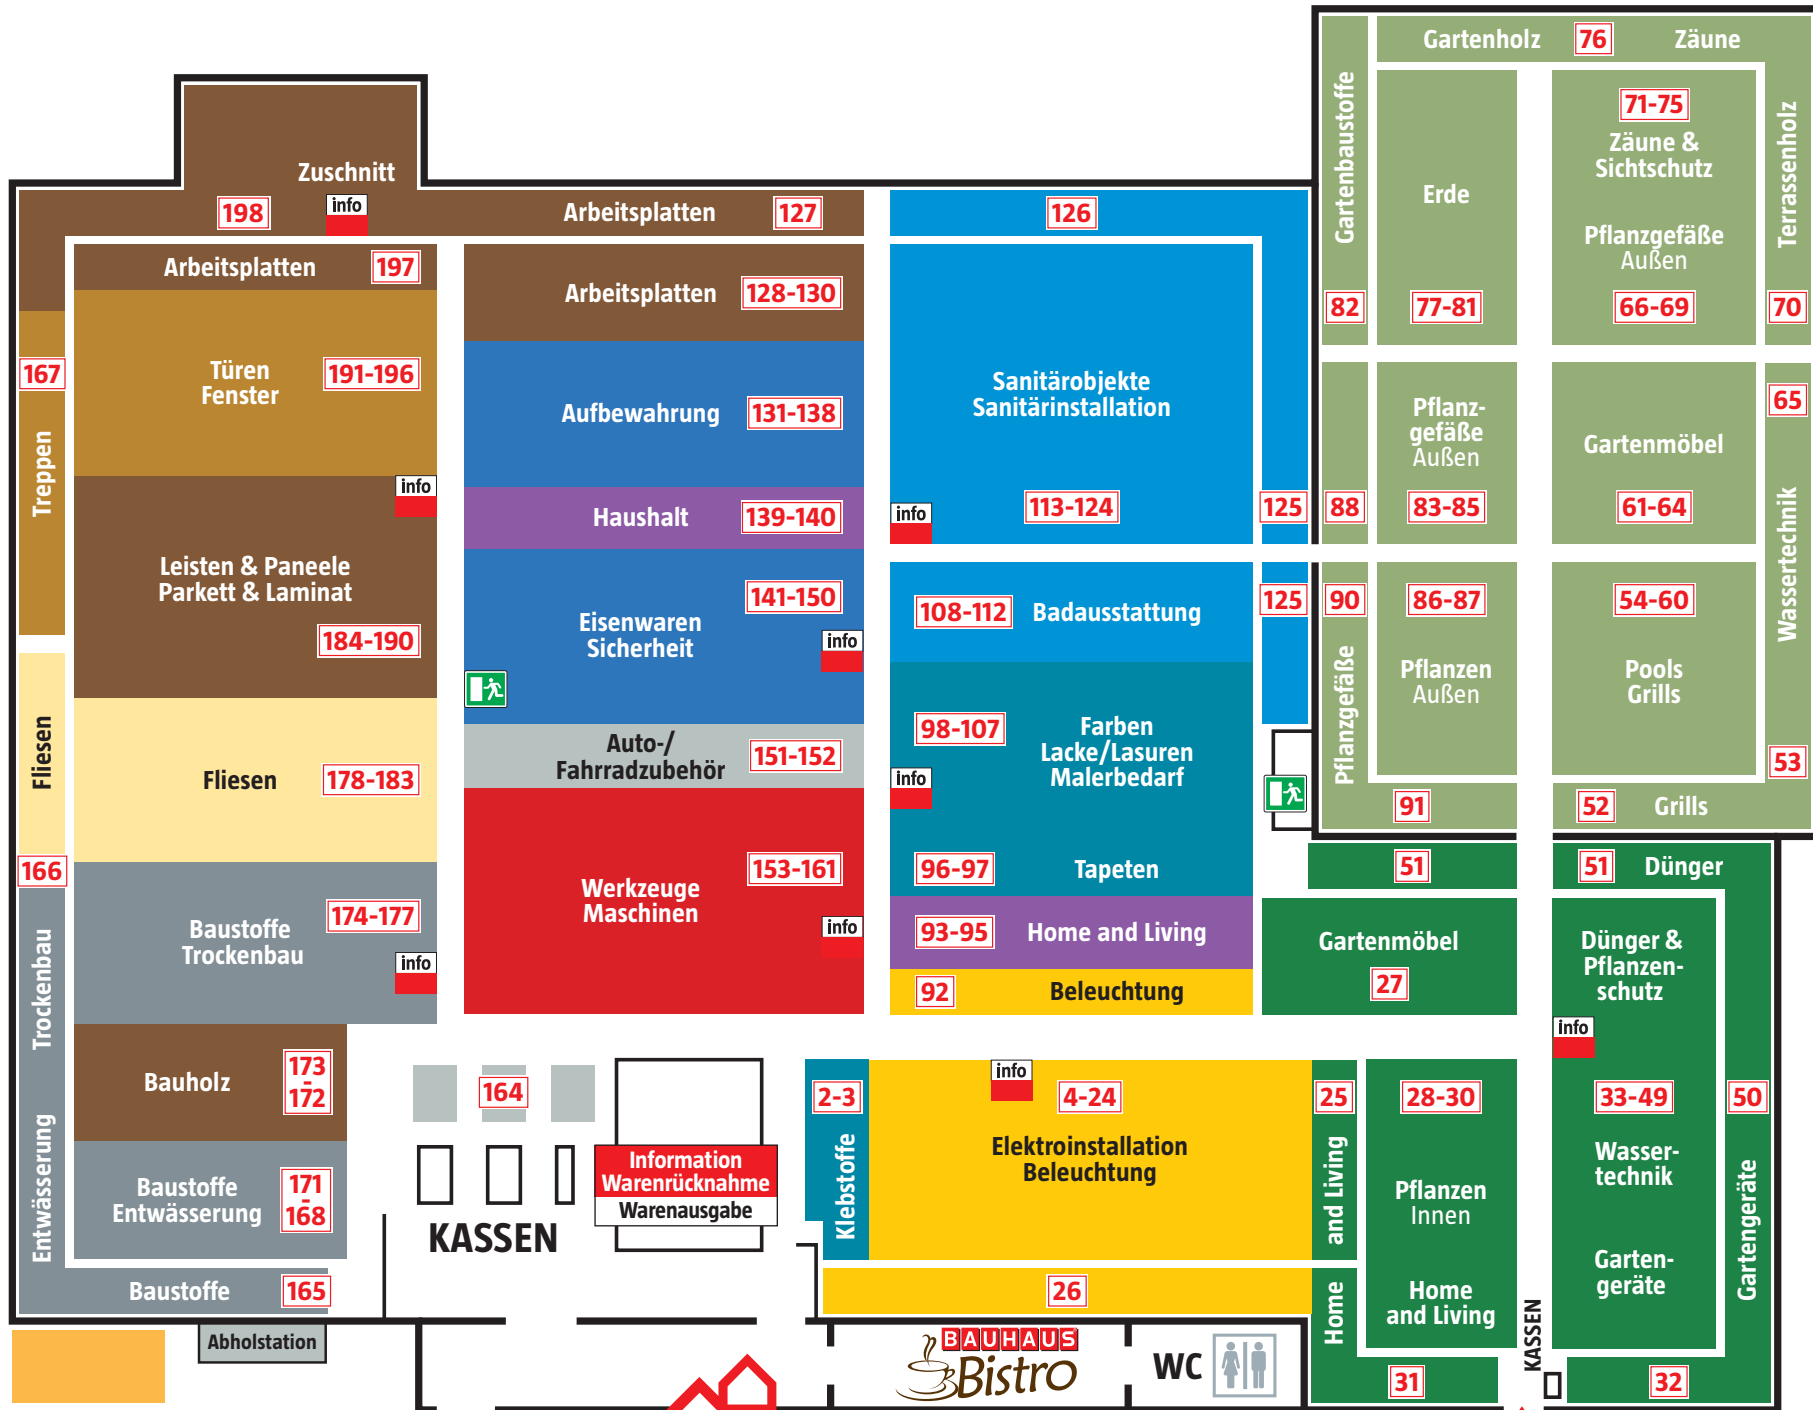 Gartenholz 76 Zäune
Gartenbaustoffe
82
Erde
77-81
71-75
Zäune &
Sichtschutz
Pflanzgefäße
Außen
66-69
Terrassenholz
70
Zuschnitt
198
info
Arbeitsplatten 127
126
Arbeitsplatten 197
Arbeitsplatten 128-130
167
Treppen
Türen
Fenster
191-196
Aufbewahrung 131-138
Sanitärobjekte
Sanitärinstallation
113-124
info
125
88
Pflanz-
gefäße
Außen
83-85
Gartenmöbel
61-64
65
Wassertechnik
53
info
Leisten & Paneele
Parkett & Laminat
184-190
Haushalt 139-140
Eisenwaren
Sicherheit
141-150
info
108-112 Badausstattung
125
90
Pflanzgefäße
86-87
Pflanzen
Außen
54-60
Pools
Grills
Fliesen
Fliesen 178-183
Auto-/
Fahrradzubehör
151-152
98-107
Farben
Lacke/Lasuren
Malerbedarf
info
91
52 Grills
166
Trockenbau
Entwässerung
Baustoffe
Trockenbau
174-177
info
Werkzeuge
Maschinen
153-161
info
96-97 Tapeten
93-95 Home and Living
92 Beleuchtung
51
51 Dünger
Gartenmöbel
27
Dünger &
Pflanzen-
schutz
info
33-49
Wasser-
technik
Garten-
geräte
50
Gartengeräte
Bauholz
173
-
172
Baustoffe
Entwässerung
171
-
168
Baustoffe 165
164
KASSEN
Information
Warenrücknahme
Warenausgabe
2-3
Klebstoffe
info
4-24
Elektroinstallation
Beleuchtung
26
25
Home and Living
28-30
Pflanzen
Innen
Home
and Living
31
KASSEN
32
Abholstation
BAUHAUS
Bistro
WC